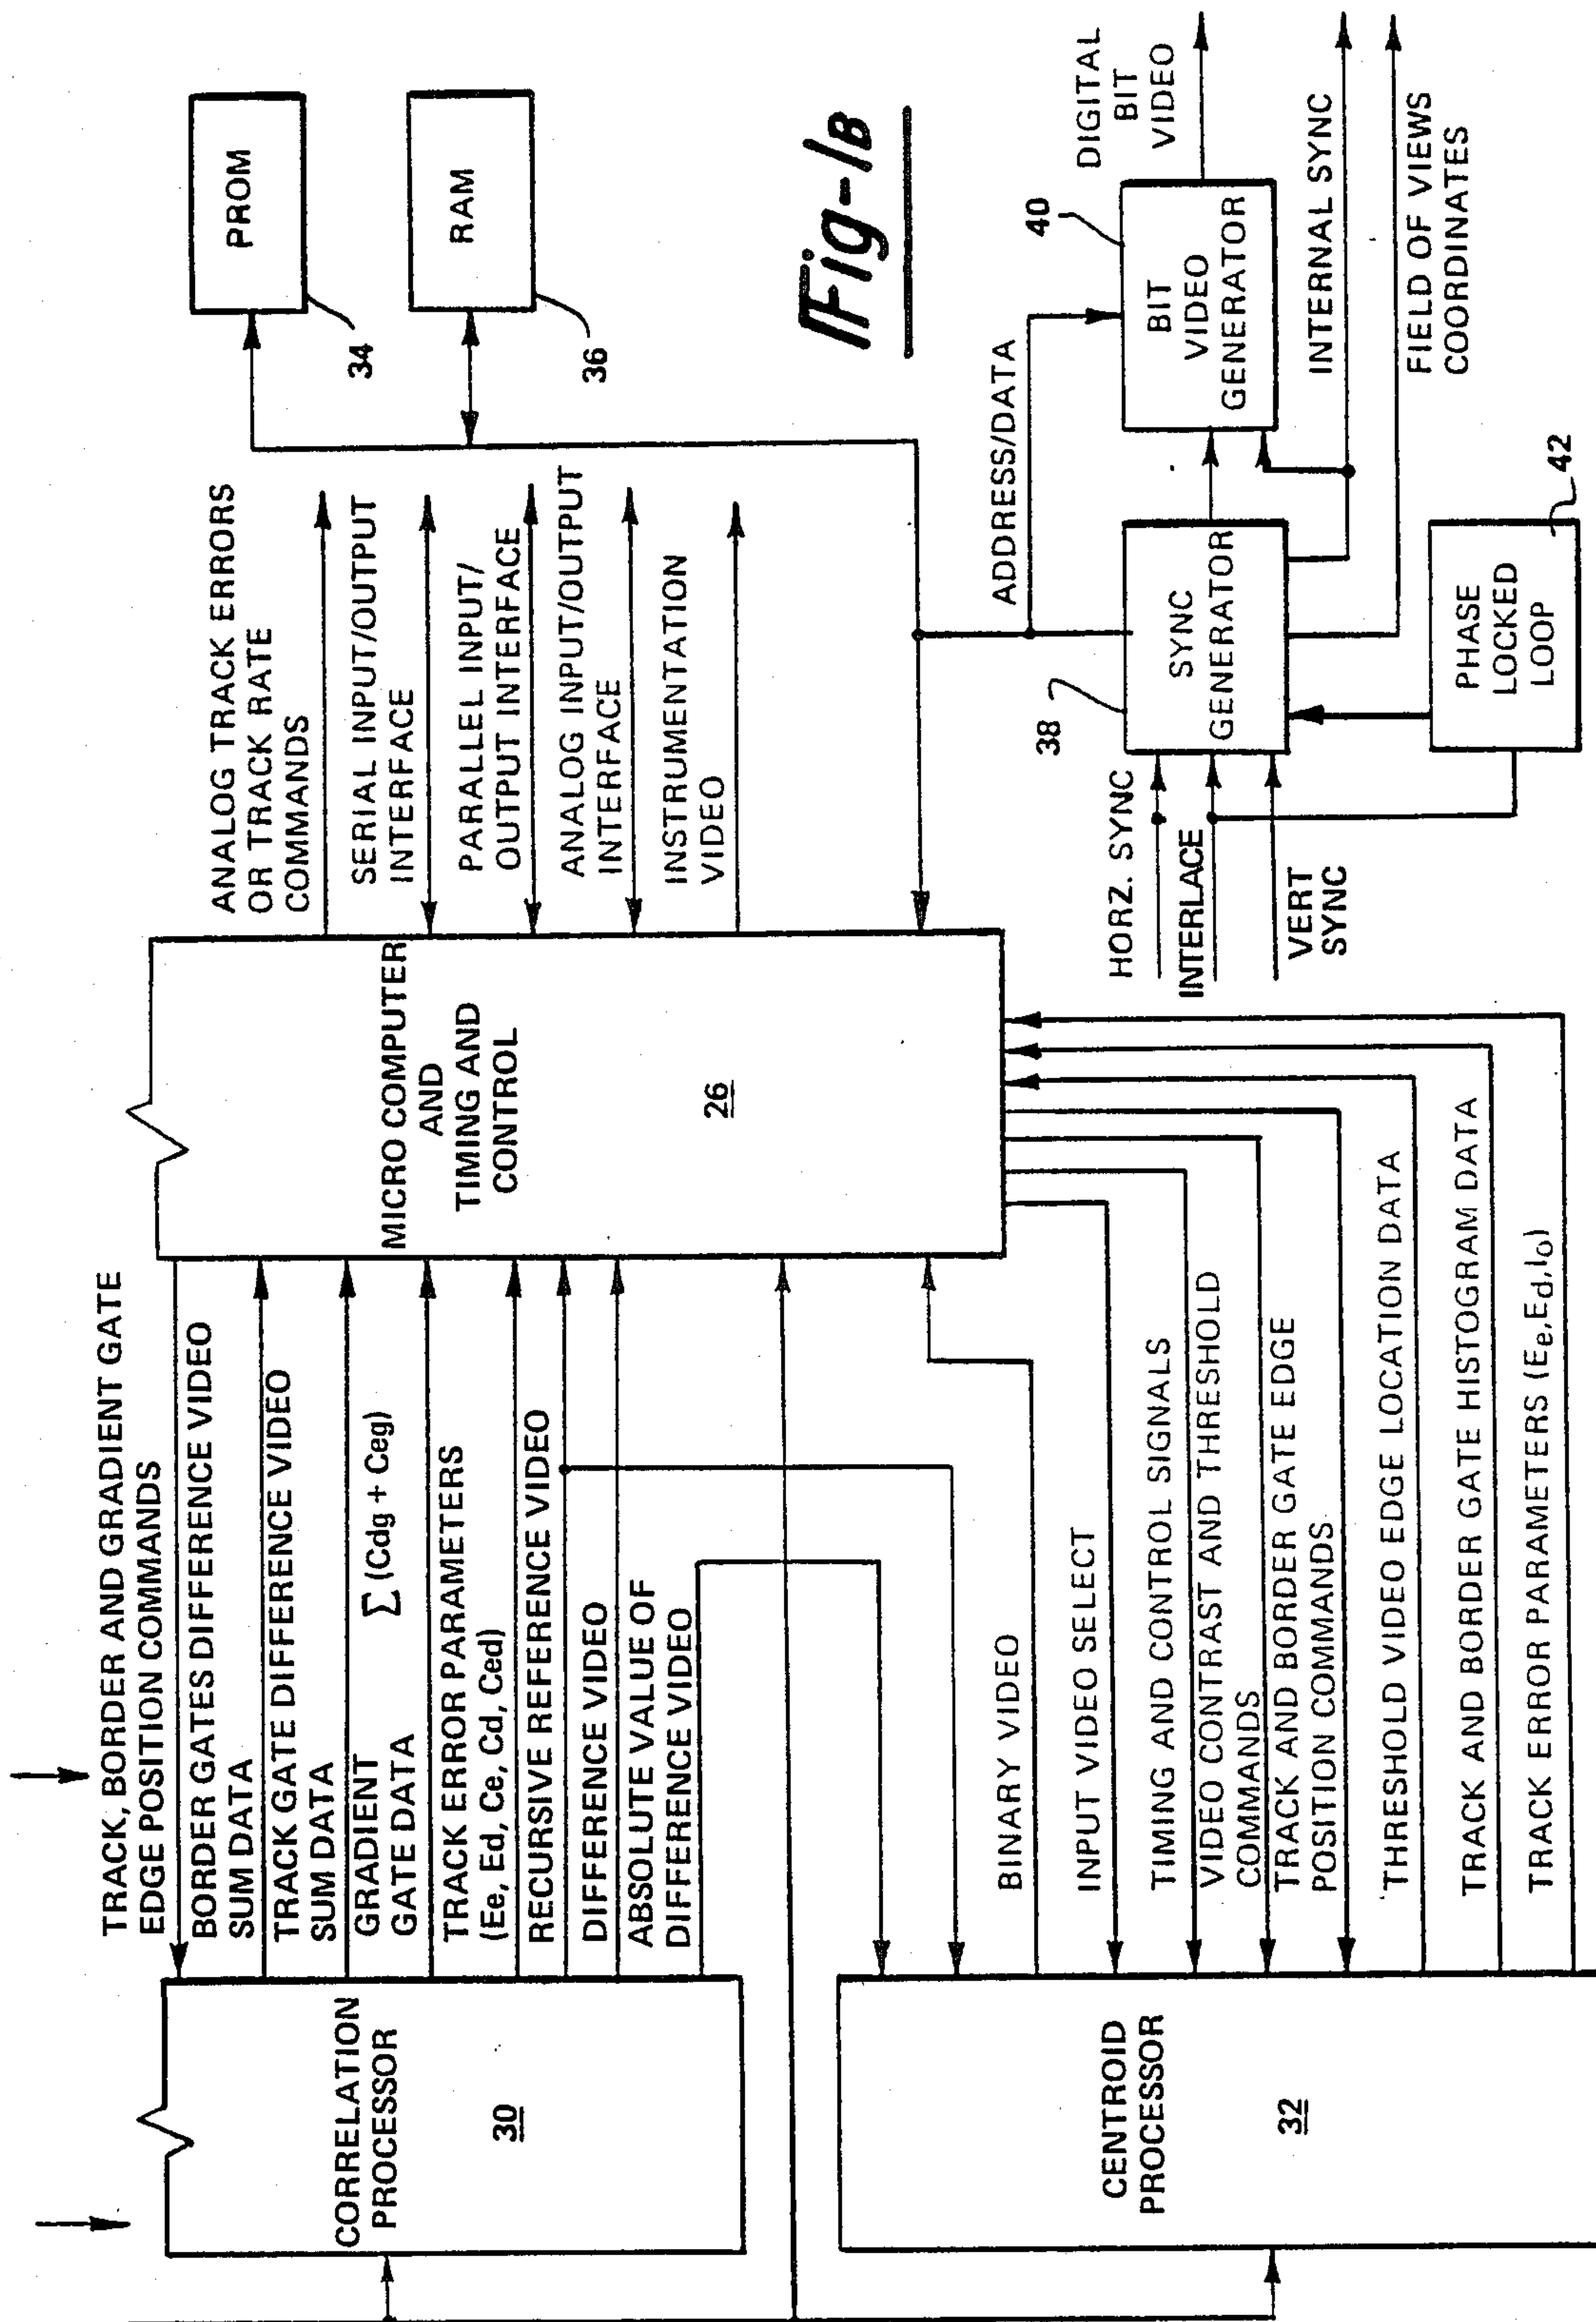 TRACK, BORDER AND GRADIENT GATE
EDGE POSITION COMMANDS
BORDER GATES DIFFERENCE VIDEO
SUM DATA
TRACK GATE DIFFERENCE VIDEO
SUM DATA
GRADIENT
GATE DATA
∑ (Cdg + Ceg)
TRACK ERROR PARAMETERS
(Ee, Ed, Ce, Cd, Ced)
RECURSIVE REFERENCE VIDEO
DIFFERENCE VIDEO
ABSOLUTE VALUE OF
DIFFERENCE VIDEO
CORRELATION
PROCESSOR
30
CENTROID
PROCESSOR
32
BINARY VIDEO
INPUT VIDEO SELECT
TIMING AND CONTROL SIGNALS
VIDEO CONTRAST AND THRESHOLD
COMMANDS
TRACK AND BORDER GATE EDGE
POSITION COMMANDS
THRESHOLD VIDEO EDGE LOCATION DATA
TRACK AND BORDER GATE HISTOGRAM DATA
TRACK ERROR PARAMETERS (Ee,Ed,Io)
MICRO COMPUTER
AND
TIMING AND
CONTROL
26
ANALOG TRACK ERRORS
OR TRACK RATE
COMMANDS
SERIAL INPUT/OUTPUT
INTERFACE
PARALLEL INPUT/
OUTPUT INTERFACE
ANALOG INPUT/OUTPUT
INTERFACE
INSTRUMENTATION
VIDEO
PROM
34
RAM
36
Fig-1B
ADDRESS/DATA
HORZ. SYNC
INTERLACE
VERT
SYNC
38
SYNC
GENERATOR
40
BIT
VIDEO
GENERATOR
DIGITAL
BIT
VIDEO
INTERNAL SYNC
FIELD OF VIEWS
COORDINATES
PHASE
LOCKED
LOOP
42